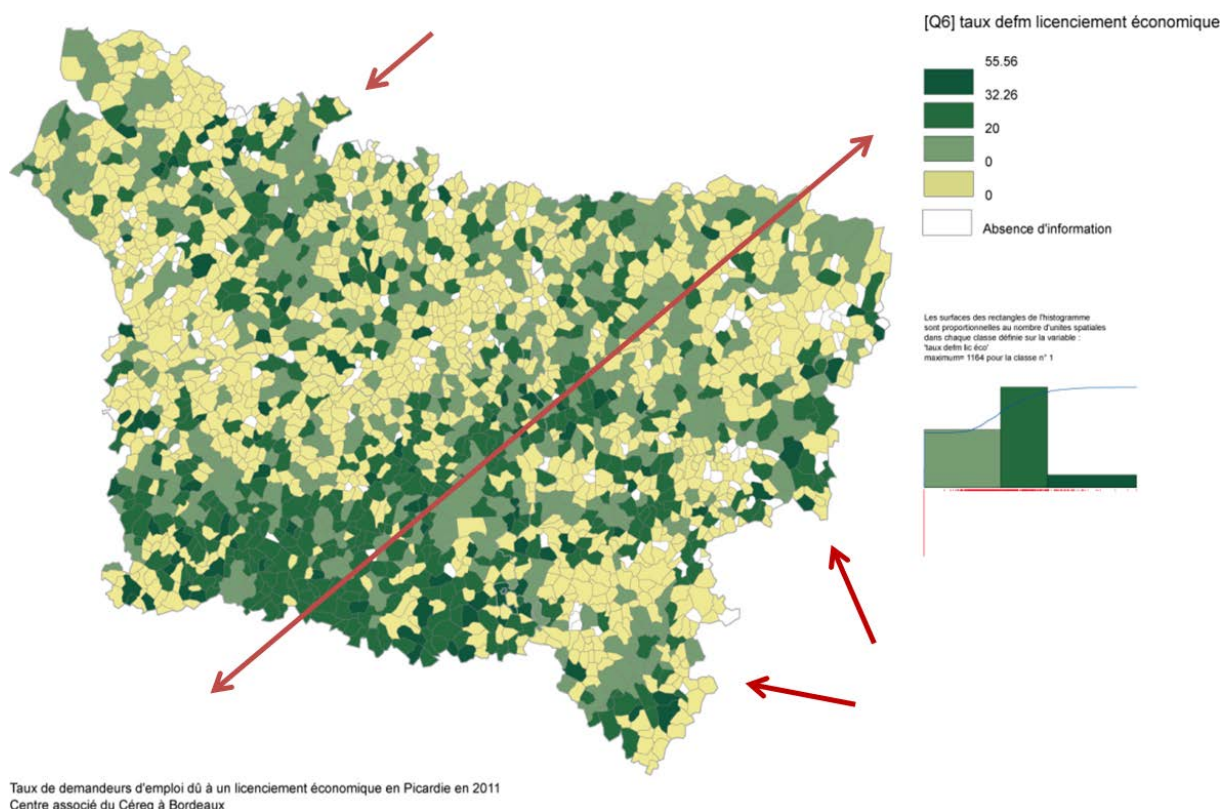 [Q6] taux defm licenciement économique
55.56
32.26
20
0
0
Absence d'information
Les surfaces des rectangles de l'histogramme
sont proportionnelles au nombre d'unites spatiales
dans chaque classe définie sur la variable :
'taux defm lic éco'
maximum= 1164 pour la classe n° 1
Taux de demandeurs d'emploi dû à un licenciement économique en Picardie en 2011
Centre associé du Céreq à Bordeaux